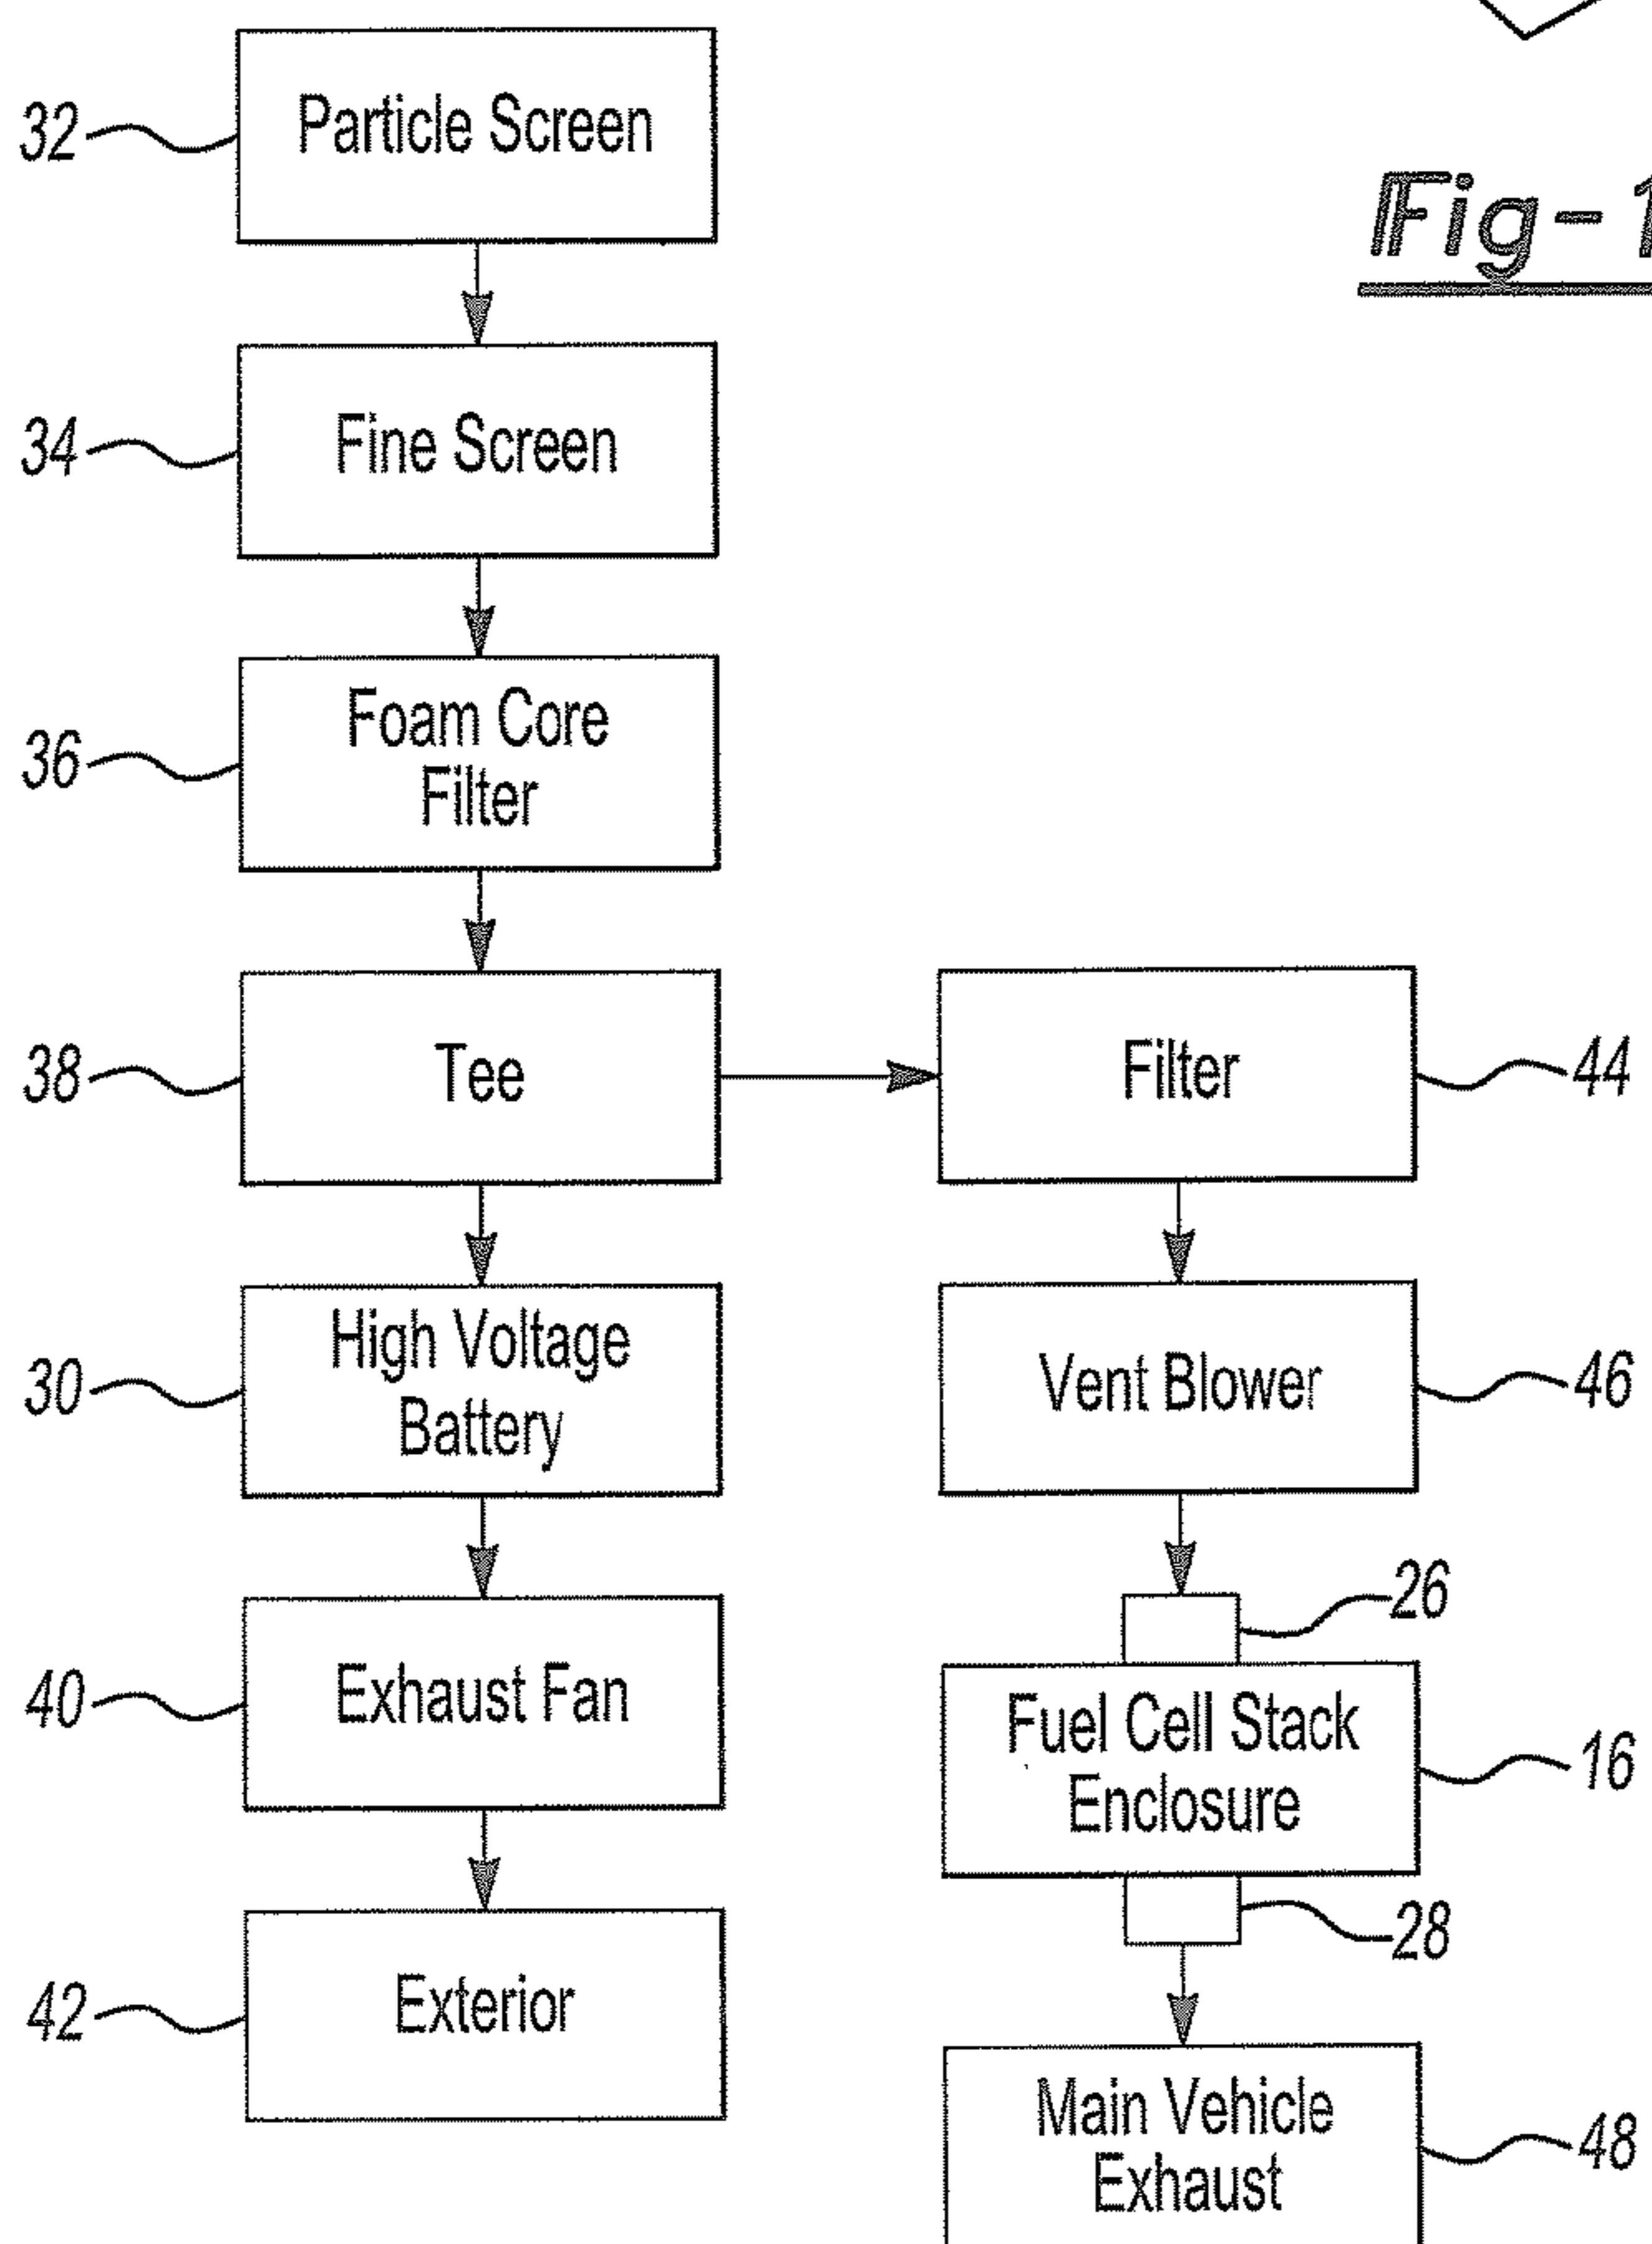 32
Particle Screen
Fig-1
34
Fine Screen
36
Foam Core
Filter
38
Tee
Filter
44
30
High Voltage
Battery
Vent Blower
46
26
40
Exhaust Fan
Fuel Cell Stack
Enclosure
16
28
42
Exterior
Main Vehicle
Exhaust
48